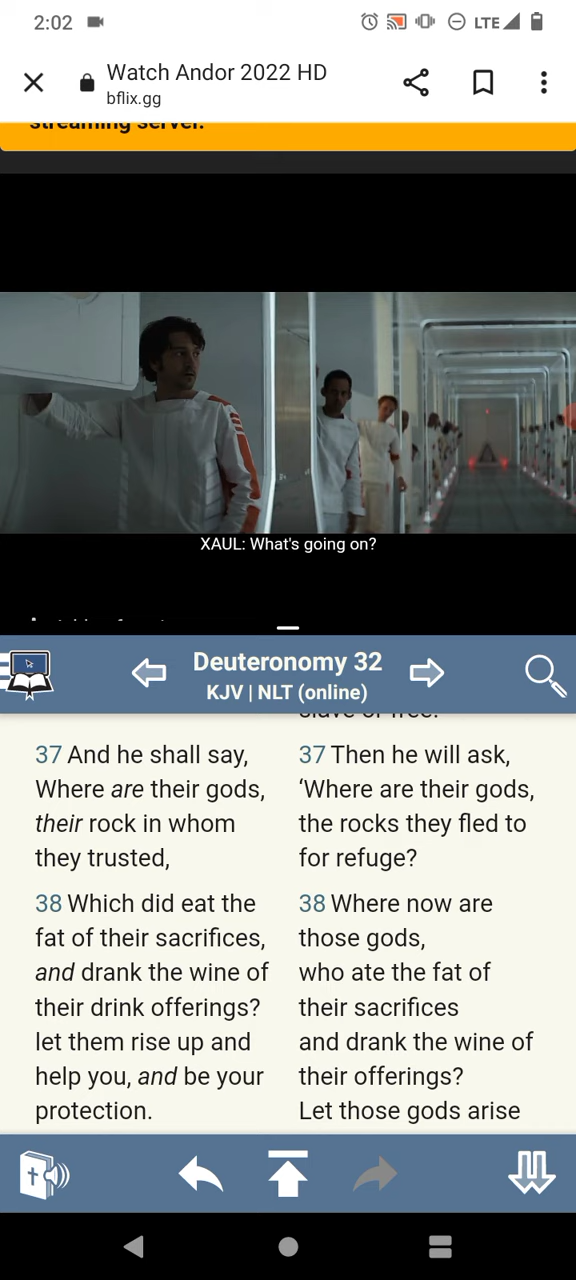 2:02
LTE
Watch Andor 2022 HD
bflix.gg
streaming server.
XAUL: What's going on?
Deuteronomy 32
KJV | NLT (online)
slave or free.
37 And he shall say,
Where are their gods,
their rock in whom
they trusted,
38 Which did eat the
fat of their sacrifices,
and drank the wine of
their drink offerings?
let them rise up and
help you, and be your
protection.
37 Then he will ask,
‘Where are their gods,
the rocks they fled to
for refuge?
38 Where now are
those gods,
who ate the fat of
their sacrifices
and drank the wine of
their offerings?
Let those gods arise